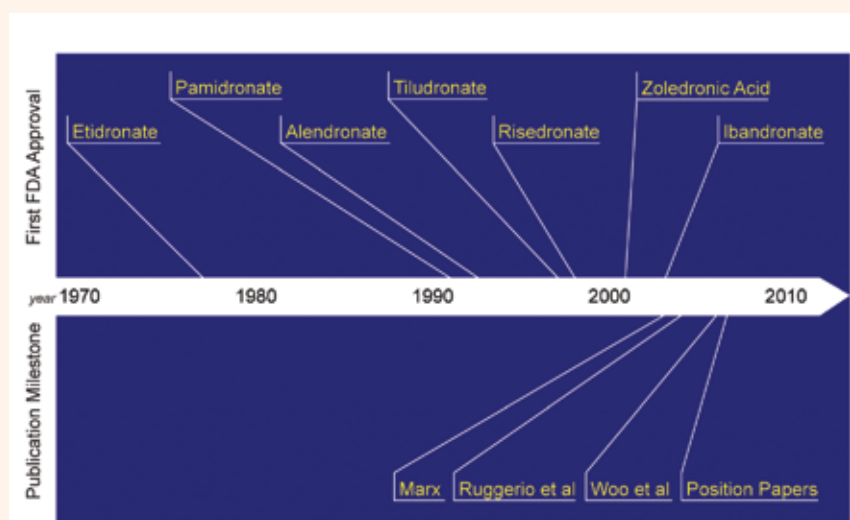 First FDA Approval
Pamidronate
Tiludronate
Zoledronic Acid
Etidronate
Alendronate
Risedronate
Ibandronate
year 1970 1980 1990 2000 2010
Publication Milestone
Marx
Ruggerio et al
Woo et al
Position Papers